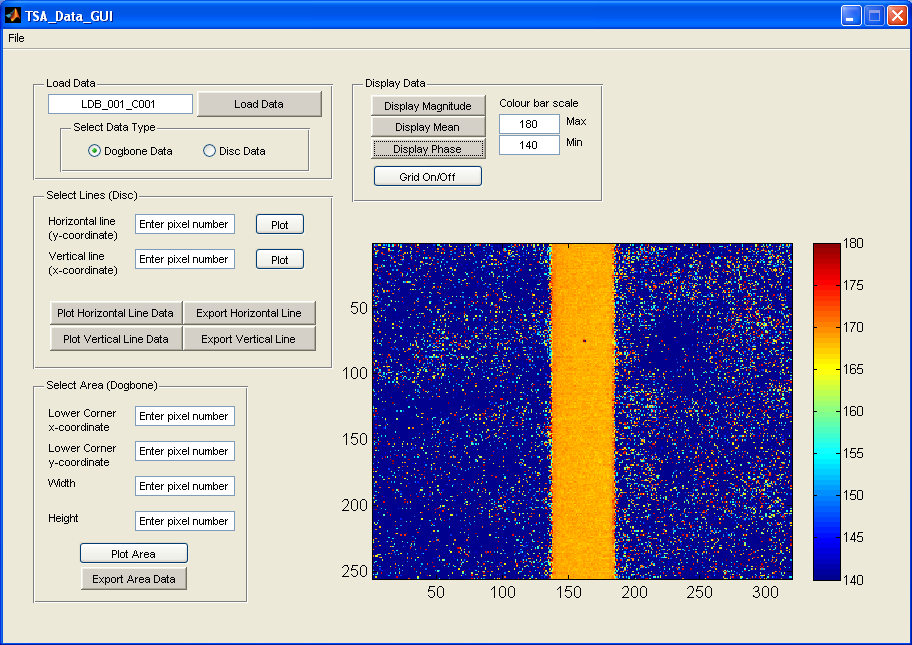 TSA_Data_GUI
File
Load Data
LDB_001_C001
Load Data
Select Data Type
Dogbone Data
Disc Data
Select Lines (Disc)
Horizontal line
(y-coordinate)
Enter pixel number
Plot
Vertical line
(x-coordinate)
Enter pixel number
Plot
Plot Horizontal Line Data
Export Horizontal Line
Plot Vertical Line Data
Export Vertical Line
Select Area (Dogbone)
Lower Corner
x-coordinate
Enter pixel number
Lower Corner
y-coordinate
Enter pixel number
Width
Enter pixel number
Height
Enter pixel number
Plot Area
Export Area Data
Display Data
Display Magnitude
Display Mean
Display Phase
Grid On/Off
Colour bar scale
180
Max
140
Min
50
100
150
200
250
50
100
150
200
250
300
180
175
170
165
160
155
150
145
140